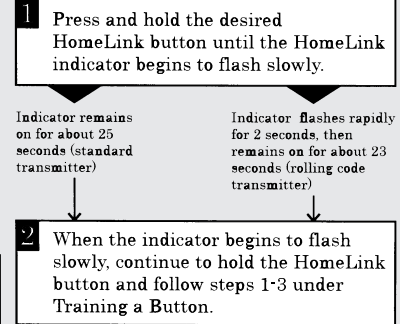 1
Press and hold the desired
HomeLink button until the HomeLink
indicator begins to flash slowly.
Indicator remains
on for about 25
seconds (standard
transmitter)
Indicator flashes rapidly
for 2 seconds, then
remains on for about 23
seconds (rolling code
transmitter)
2
When the indicator begins to flash
slowly, continue to hold the HomeLink
button and follow steps 1-3 under
Training a Button.